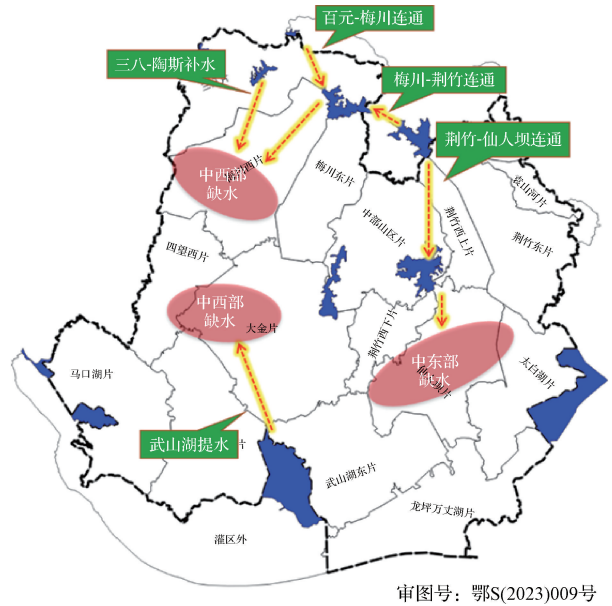 百元-梅川连通
三八-陶斯补水
梅川-荆竹连通
荆竹-仙人坝连通
中西部
缺水
西片
梅川东片
袁山河片
中部山区片
荆竹西上片
荆竹东片
四望西片
中西部
缺水
大金片
荆竹西下片
中东部
缺水
马口湖片
太白湖片
武山湖提水
片
武山湖东片
龙坪万丈湖片
灌区外
审图号：鄂S(2023)009号